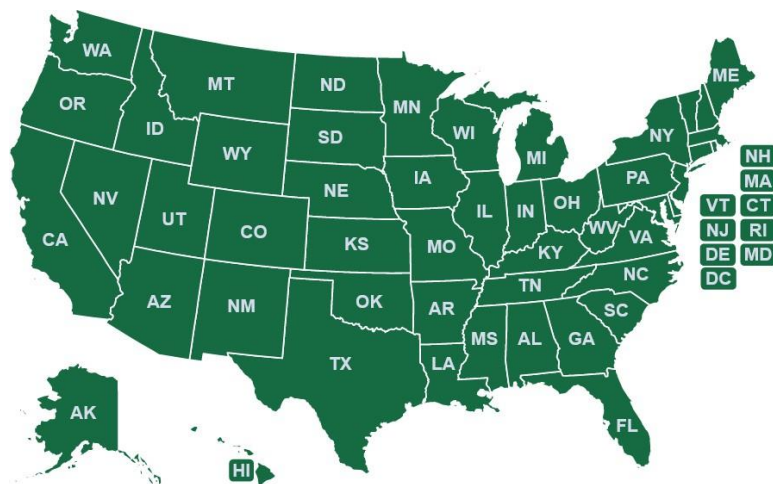 WA
MT
ND
MN
ME
OR
ID
SD
WI
NY
WY
MI
NH
IA
PA
MA
NV
NE
VT CT
UT
IL
IN
OH
NJ RI
CA
CO
KS
MO
KY
WV
VA
DE MD
DC
AZ
NM
OK
AR
TN
NC
SC
TX
LA
MS
AL
GA
AK
FL
HI